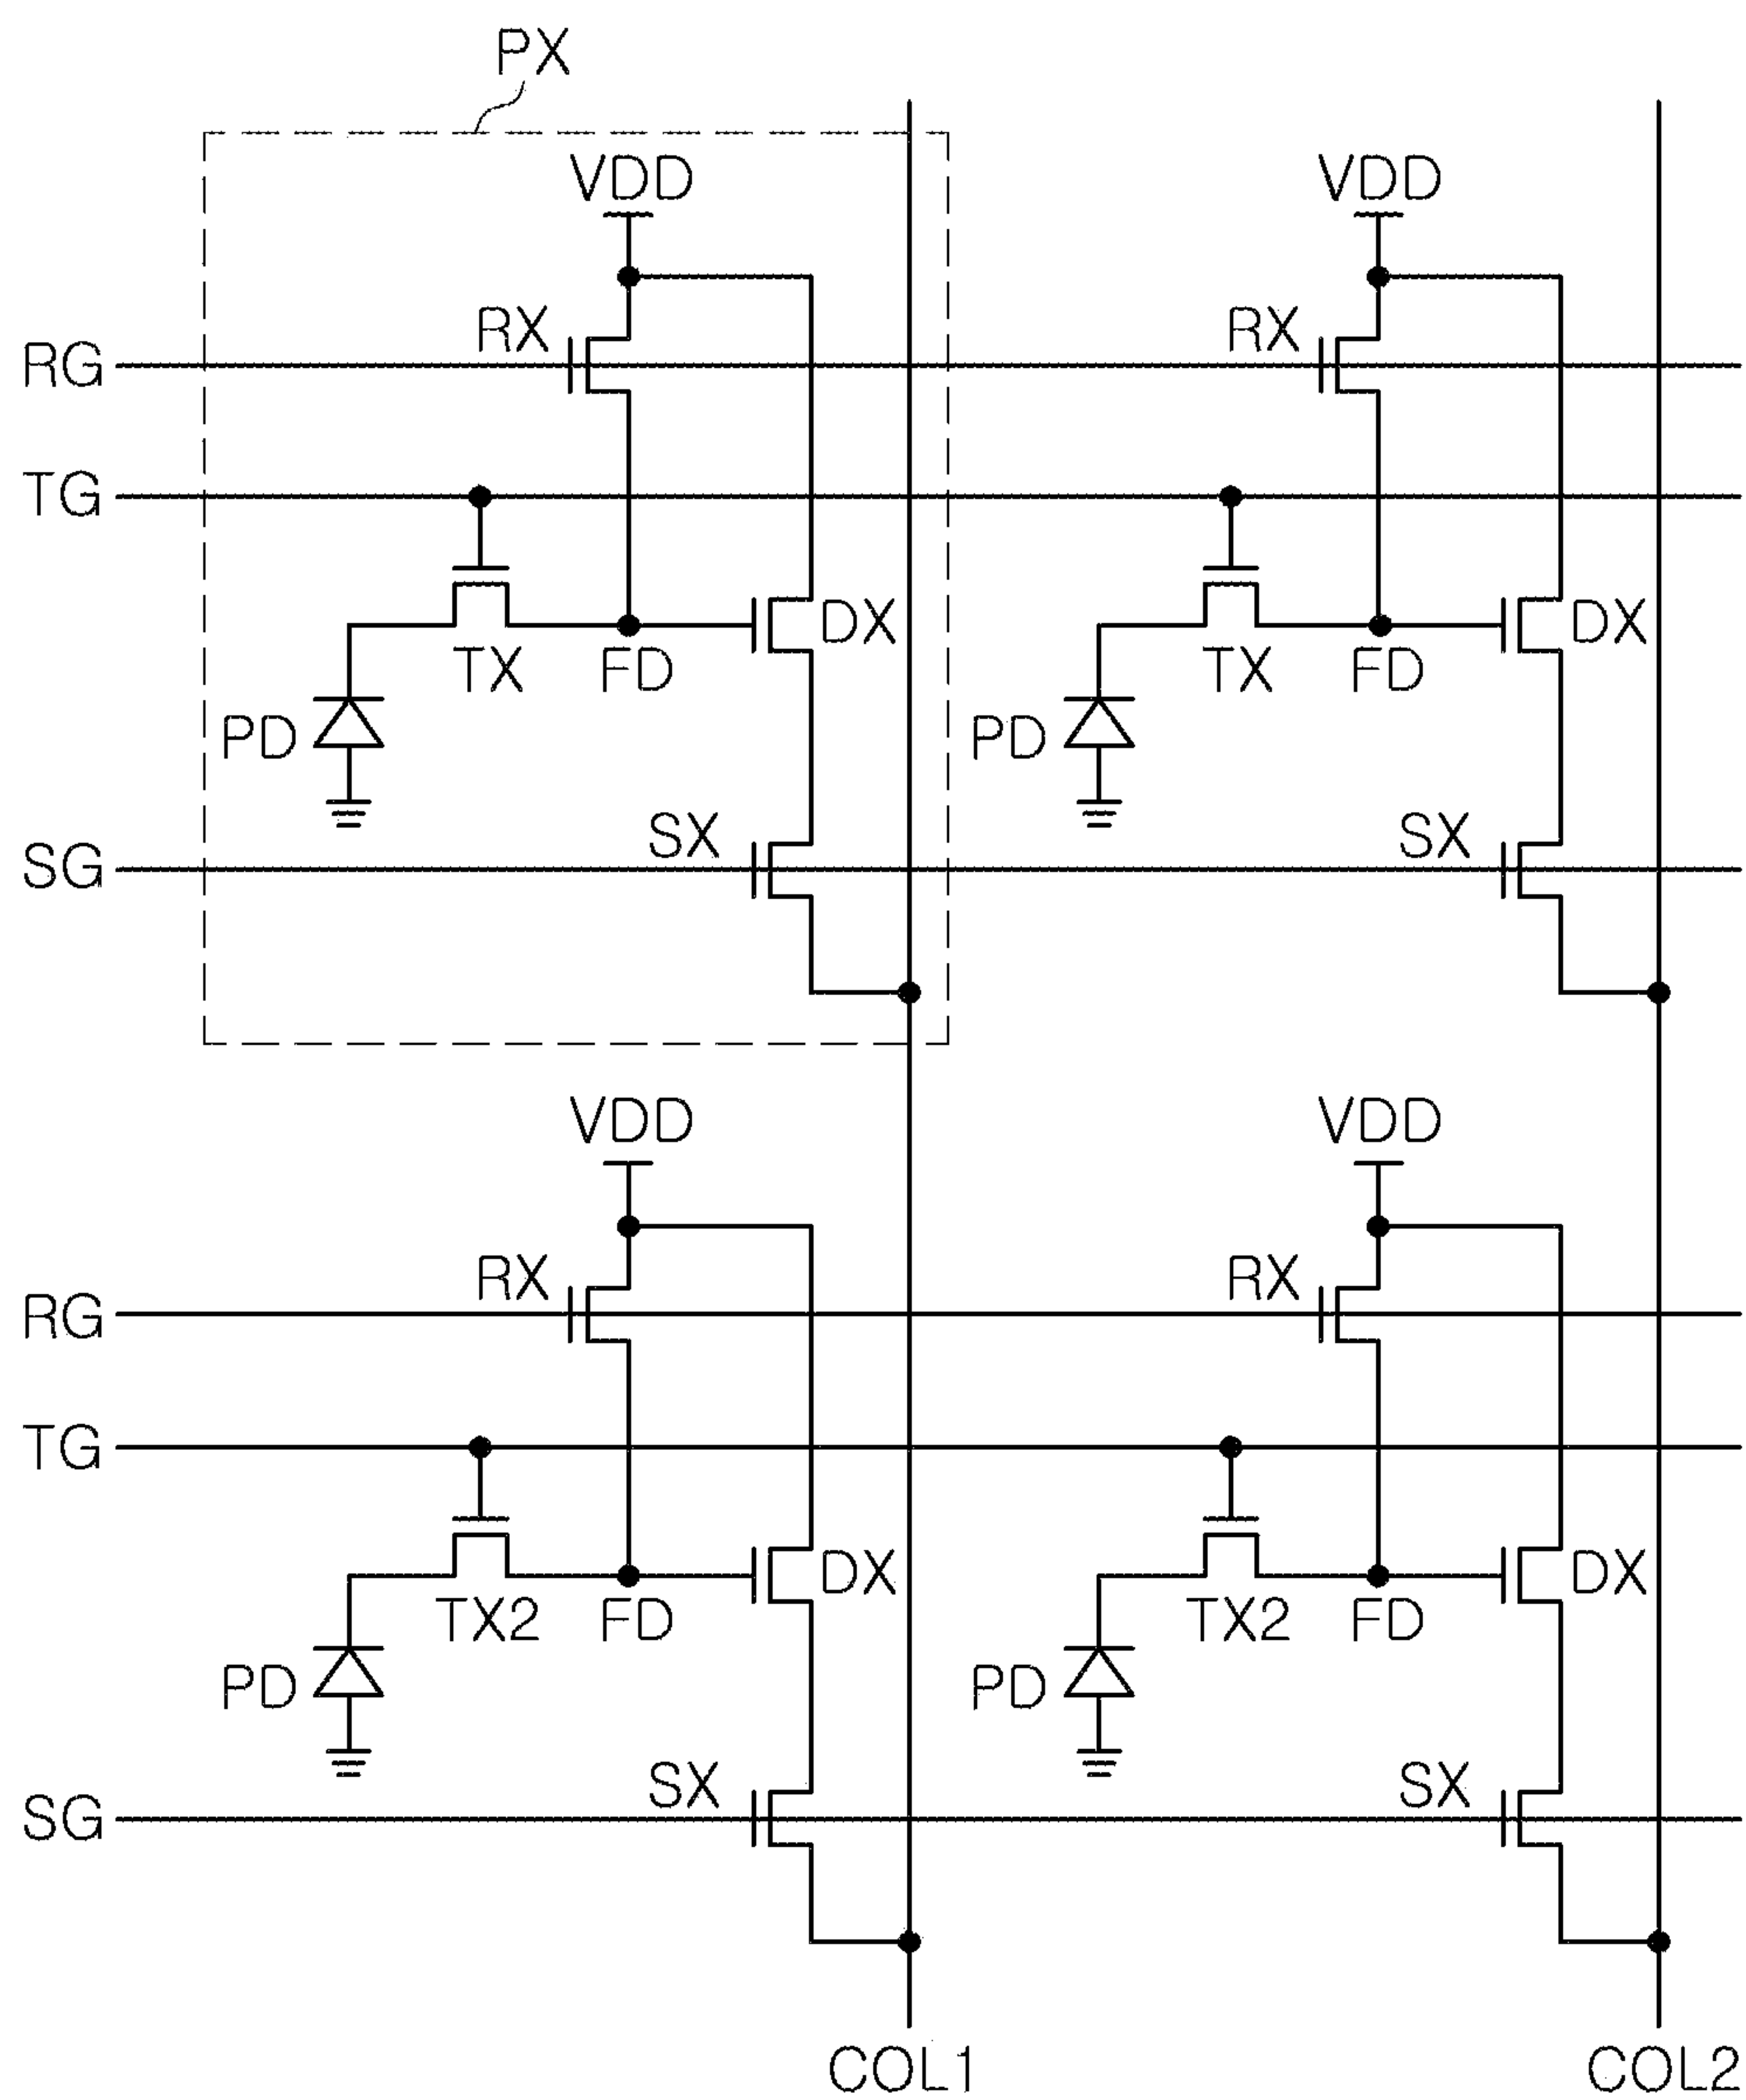 PX
VDD VDD
RX RX
RG
TG
DX DX
TX FD TX FD
PD PD
SX SX
SG
VDD VDD
RX RX
RG
TG
DX DX
TX2 FD TX2 FD
PD PD
SX SX
SG
COL1 COL2